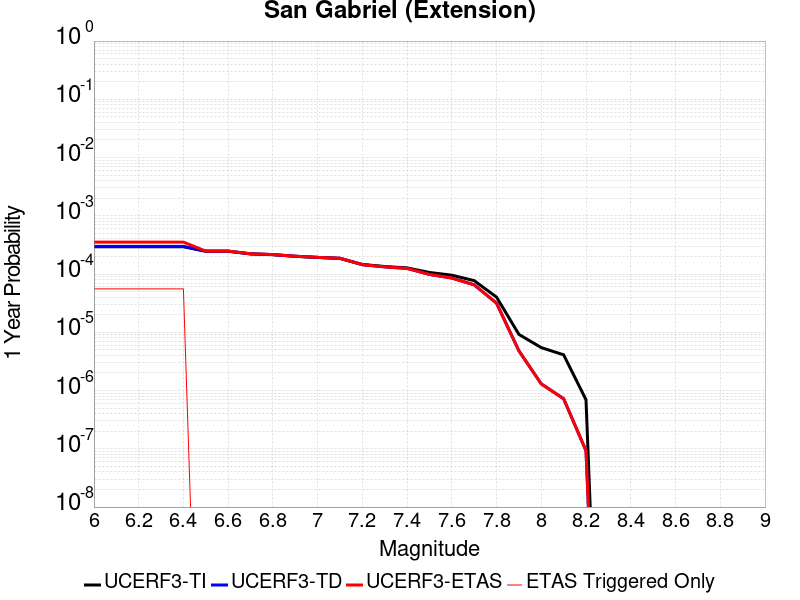 San Gabriel (Extension)
10^0
10^-1
10^-2
10^-3
10^-4
10^-5
10^-6
10^-7
10^-8
1 Year Probability
6 6.2 6.4 6.6 6.8 7 7.2 7.4 7.6 7.8 8 8.2 8.4 8.6 8.8 9
Magnitude
UCERF3-TI UCERF3-TD UCERF3-ETAS ETAS Triggered Only